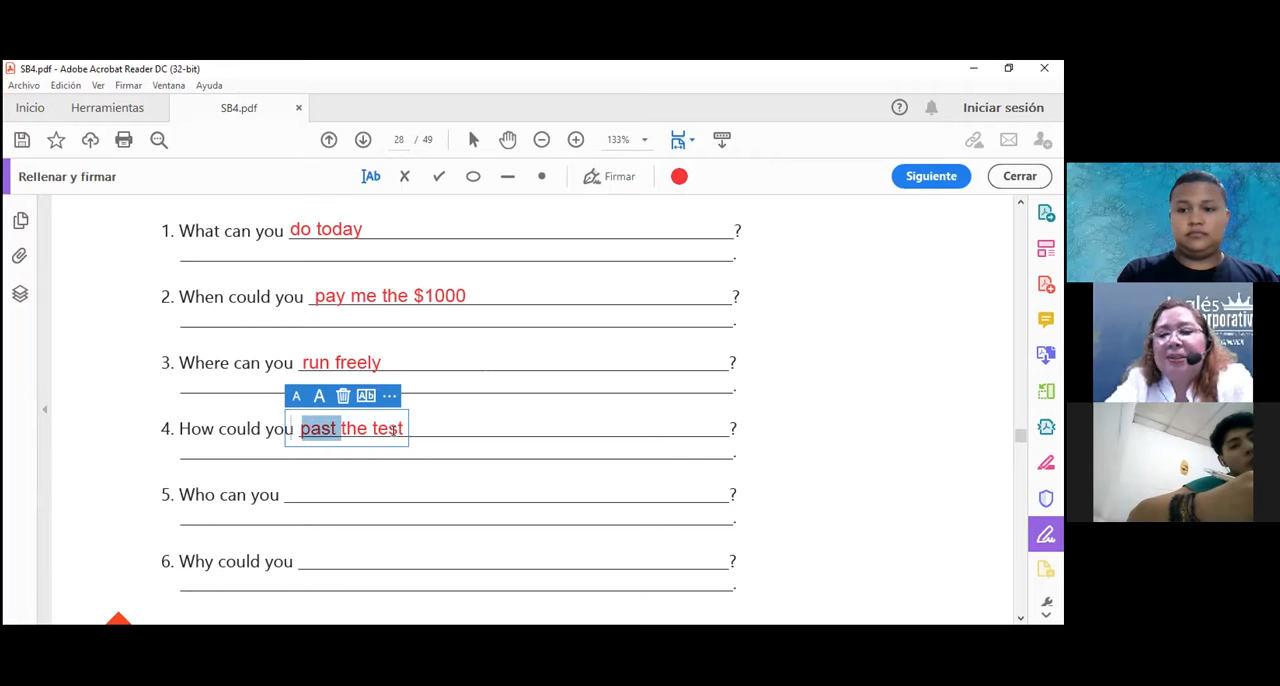 SB4.pdf - Adobe Acrobat Reader DC (32-bit)
Archivo Edición Ver Firmar Ventana Ayuda
Inicio Herramientas SB4.pdf × Iniciar sesión
28 / 49 133%
Rellenar y firmar Ab Firmar Siguiente Cerrar
1. What can you do today ?
.
2. When could you pay me the $1000 ?
.
3. Where can you run freely ?
.
A A Ab ...
4. How could you past the test ?
.
5. Who can you ?
.
6. Why could you ?
.